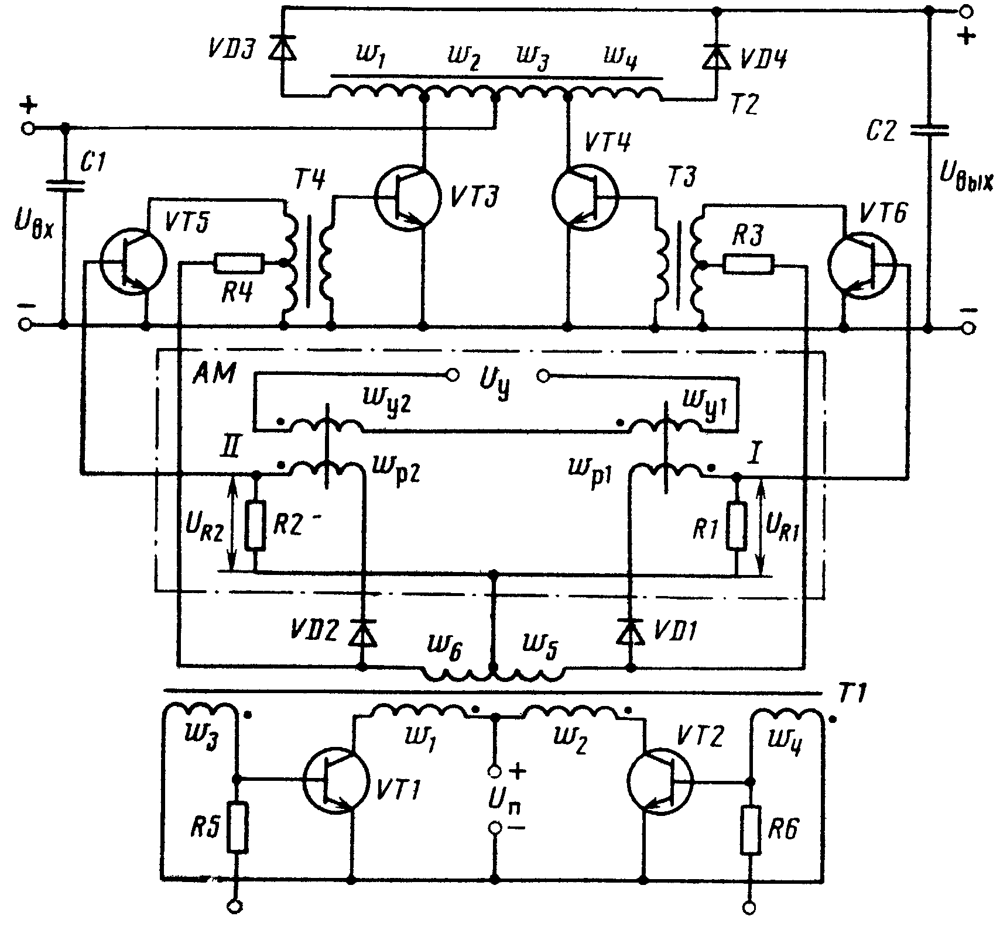 VD3 w1 w2 w3 w4 VD4 +
+ T2
C1 T4 VT3 VT4 T3 C2
Uвх VT5 R4 R3 VT6 Uвых
− −
AM Uу
wу2 wу1
II wр2 wр1 I
UR2 R2 R1 UR1
VD2 w6 w5 VD1
T1
w3 w1 w2 VT2 w4
VT1 +
Uп
R5 − R6